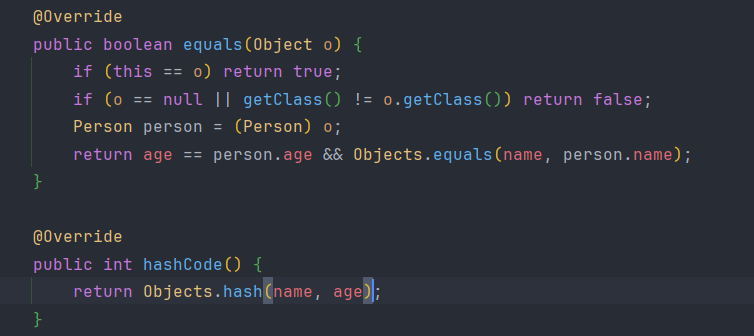 @Override
public boolean equals(Object o) {
    if (this == o) return true;
    if (o == null || getClass() != o.getClass()) return false;
    Person person = (Person) o;
    return age == person.age && Objects.equals(name, person.name);
}

@Override
public int hashCode() {
    return Objects.hash(name, age);
}